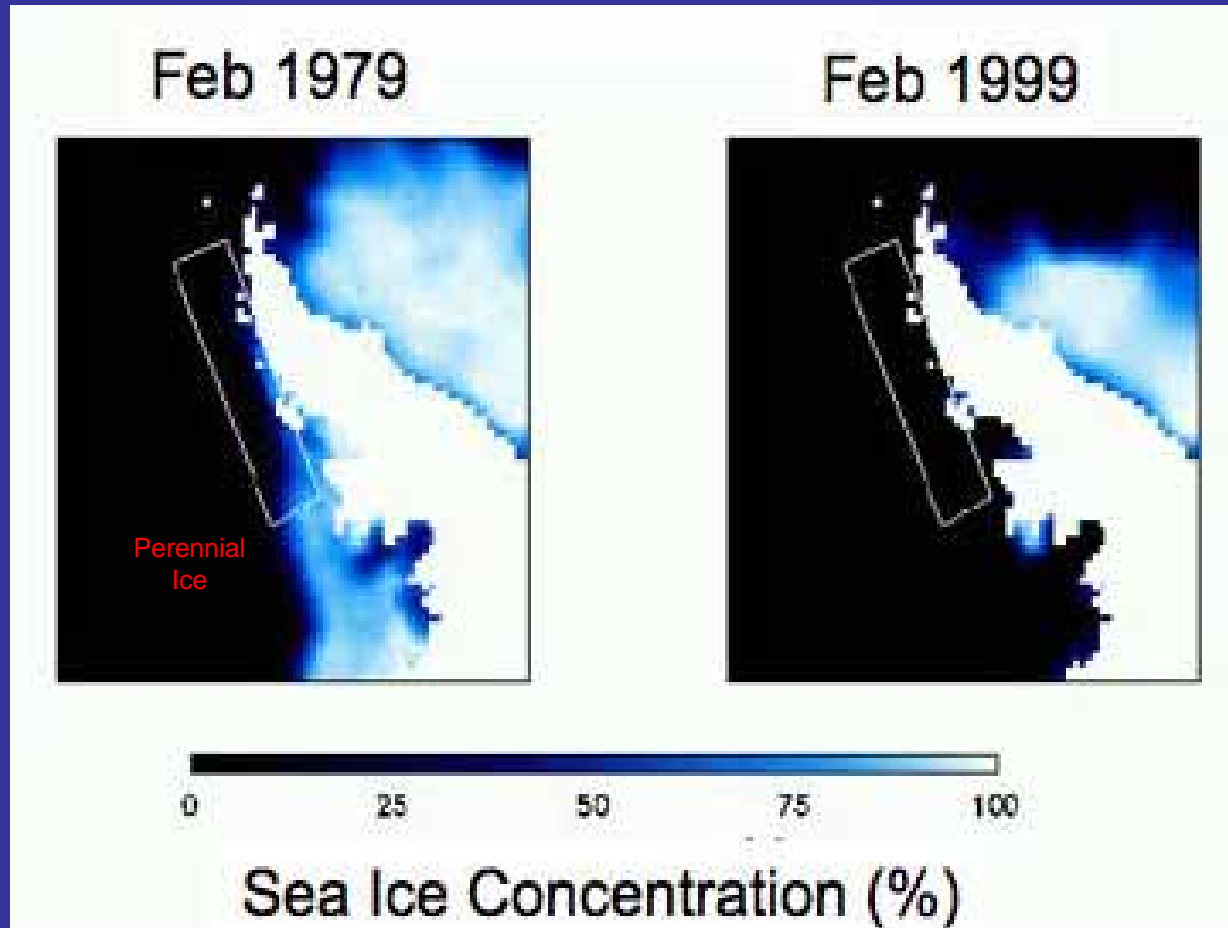 Feb 1979
Feb 1999
Perennial
Ice
0 25 50 75 100
Sea Ice Concentration (%)